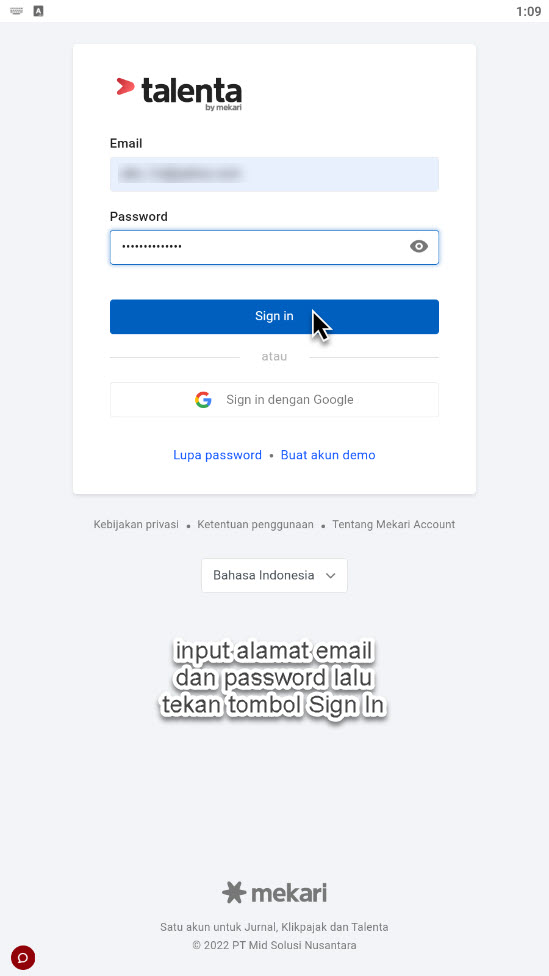 1:09
talenta
by mekari
Email
Password
Sign in
atau
Sign in dengan Google
Lupa password • Buat akun demo
Kebijakan privasi • Ketentuan penggunaan • Tentang Mekari Account
Bahasa Indonesia
input alamat email
dan password lalu
tekan tombol Sign In
mekari
Satu akun untuk Jurnal, Klikpajak dan Talenta
© 2022 PT Mid Solusi Nusantara